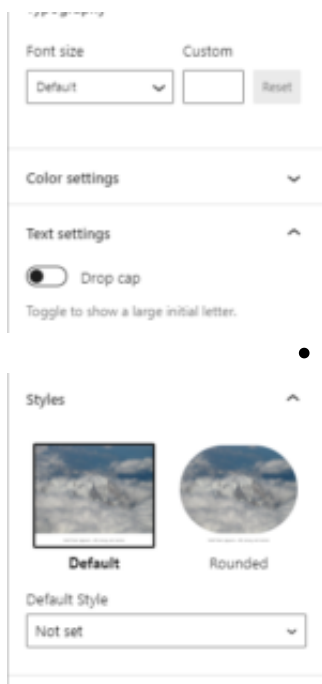 Typography
Font size Custom
Default Reset
Color settings
Text settings
Drop cap
Toggle to show a large initial letter.
Styles
Default Rounded
Default Style
Not set